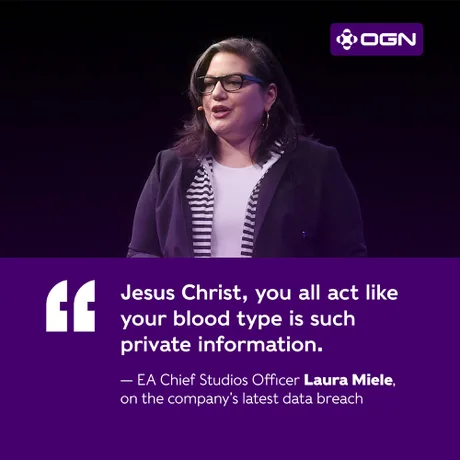 OGN
Jesus Christ, you all act like
your blood type is such
private information.
— EA Chief Studios Officer Laura Miele,
on the company's latest data breach